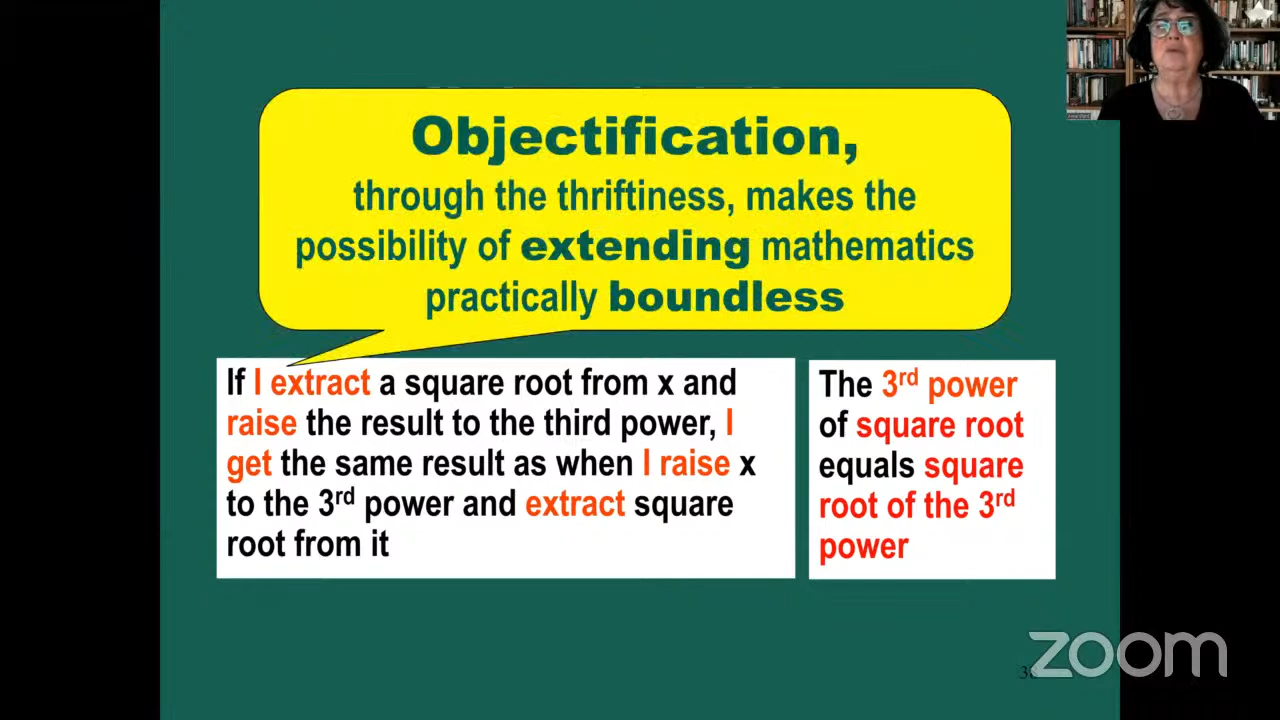 Objectification,
through the thriftiness, makes the
possibility of extending mathematics
practically boundless
If I extract a square root from x and
raise the result to the third power, I
get the same result as when I raise x
to the 3rd power and extract square
root from it
The 3rd power
of square root
equals square
root of the 3rd
power
zoom